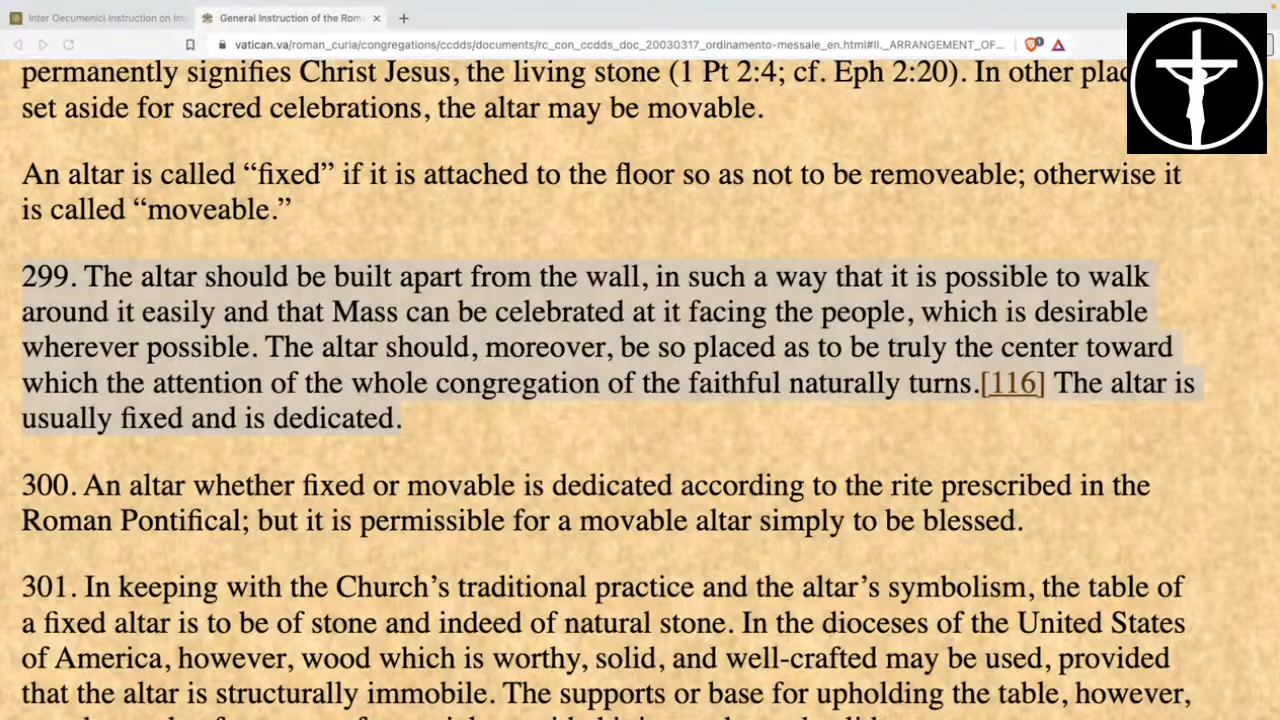 Inter Oecumenici Instruction on Im
General Instruction of the Rom
vatican.va/roman_curia/congregations/ccdds/documents/rc_con_ccdds_doc_20030317_ordinamento-messale_en.html#II._ARRANGEMENT_OF...
permanently signifies Christ Jesus, the living stone (1 Pt 2:4; cf. Eph 2:20). In other
set aside for sacred celebrations, the altar may be movable.
An altar is called “fixed” if it is attached to the floor so as not to be removeable; otherwise it
is called “moveable.”
299. The altar should be built apart from the wall, in such a way that it is possible to walk
around it easily and that Mass can be celebrated at it facing the people, which is desirable
wherever possible. The altar should, moreover, be so placed as to be truly the center toward
which the attention of the whole congregation of the faithful naturally turns.[116] The altar is
usually fixed and is dedicated.
300. An altar whether fixed or movable is dedicated according to the rite prescribed in the
Roman Pontifical; but it is permissible for a movable altar simply to be blessed.
301. In keeping with the Church’s traditional practice and the altar’s symbolism, the table of
a fixed altar is to be of stone and indeed of natural stone. In the dioceses of the United States
of America, however, wood which is worthy, solid, and well-crafted may be used, provided
that the altar is structurally immobile. The supports or base for upholding the table, however,